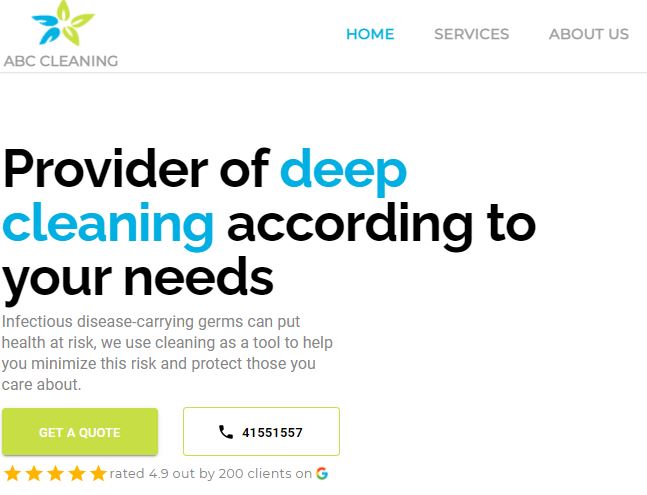 ABC CLEANING
HOME SERVICES ABOUT US
Provider of deep
cleaning according to
your needs
Infectious disease-carrying germs can put
health at risk, we use cleaning as a tool to help
you minimize this risk and protect those you
care about.
GET A QUOTE 41551557
rated 4.9 out by 200 clients on G